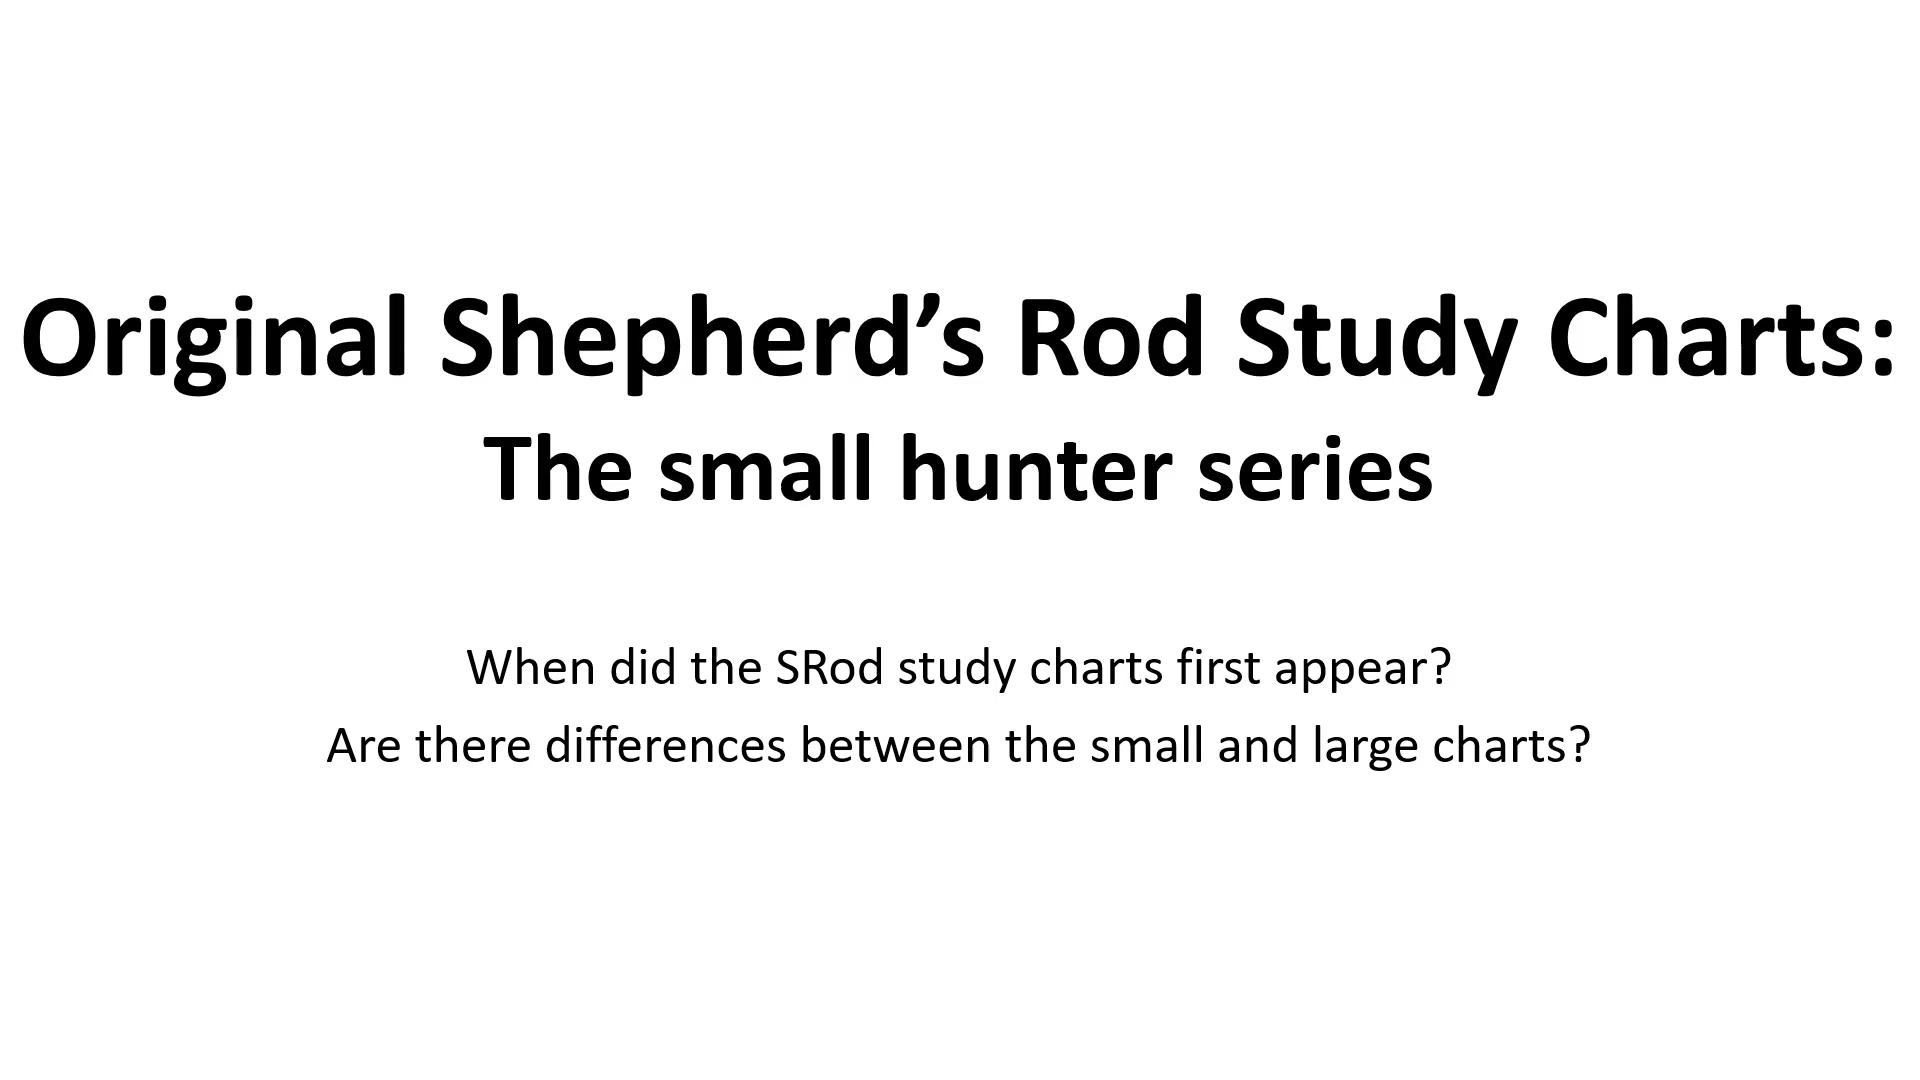 Original Shepherd’s Rod Study Charts:
The small hunter series
When did the SRod study charts first appear?
Are there differences between the small and large charts?